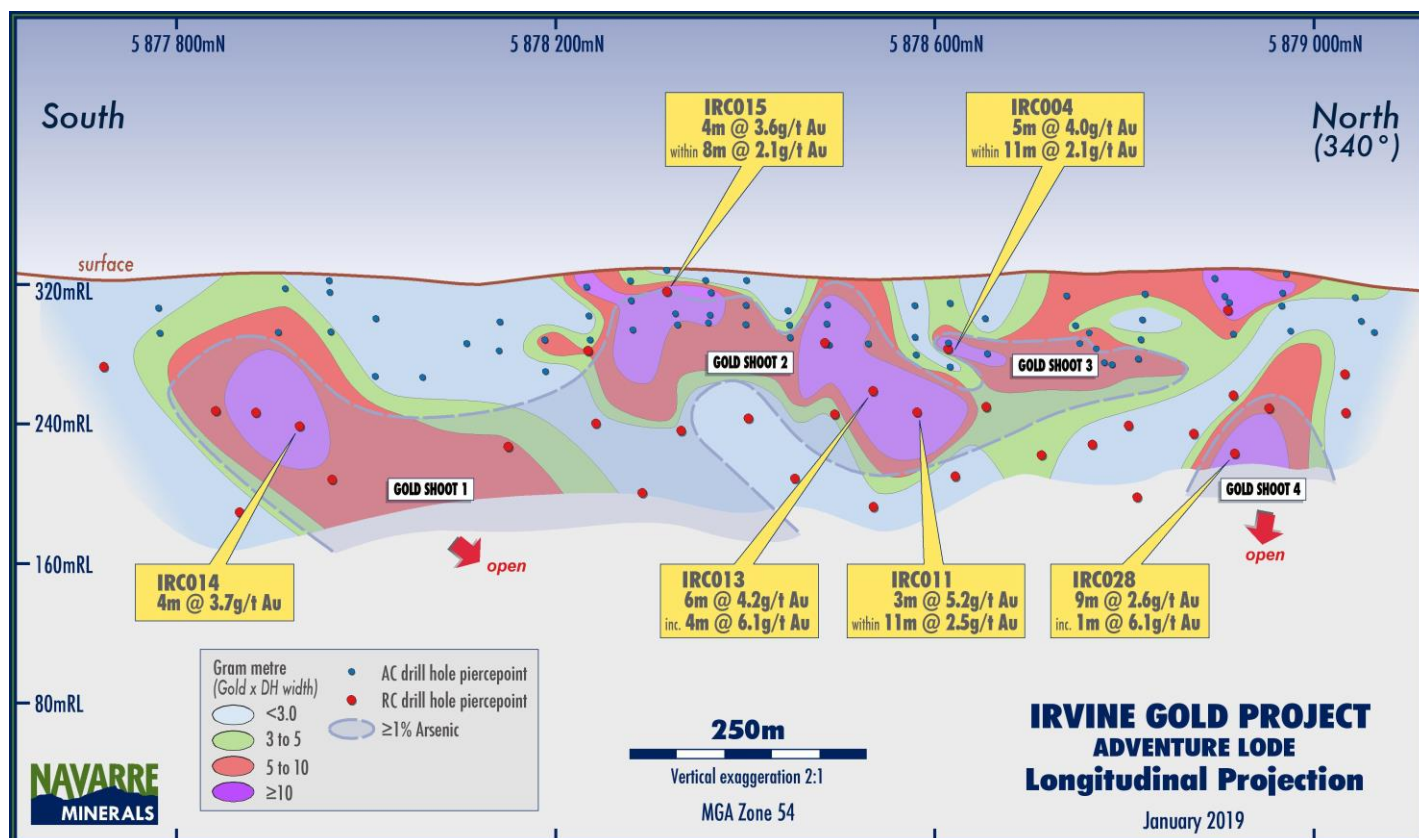 5 877 800mN
5 878 200mN
5 878 600mN
5 879 000mN
South
North
(340°)
IRC015
4m @ 3.6g/t Au
within 8m @ 2.1g/t Au
IRC004
5m @ 4.0g/t Au
within 11m @ 2.1g/t Au
surface
320mRL
240mRL
160mRL
80mRL
GOLD SHOOT 1
GOLD SHOOT 2
GOLD SHOOT 3
GOLD SHOOT 4
open
open
IRC014
4m @ 3.7g/t Au
IRC013
6m @ 4.2g/t Au
inc. 4m @ 6.1g/t Au
IRC011
3m @ 5.2g/t Au
within 11m @ 2.5g/t Au
IRC028
9m @ 2.6g/t Au
inc. 1m @ 6.1g/t Au
Gram metre
(Gold x DH width)
<3.0
3 to 5
5 to 10
≥10
AC drill hole piercepoint
RC drill hole piercepoint
≥1% Arsenic
250m
Vertical exaggeration 2:1
MGA Zone 54
IRVINE GOLD PROJECT
ADVENTURE LODE
Longitudinal Projection
January 2019
NAVARRE
MINERALS